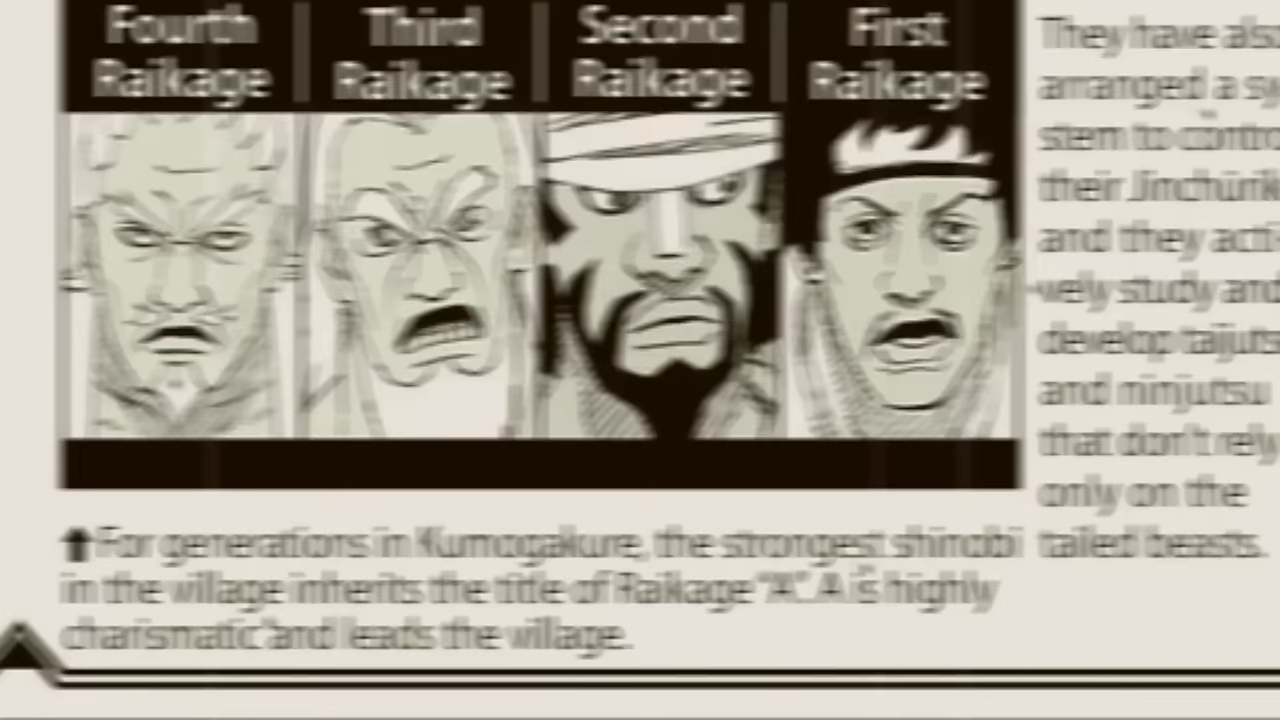 Fourth
Raikage
Third
Raikage
Second
Raikage
First
Raikage
↑For generations in Kumogakure, the strongest shinobi
in the village inherits the title of Raikage "A". A is highly
charismatic and leads the village.
They have also
arranged a sy
stem to contro
their Jinchūrik
and they acti-
vely study and
develop taijuts
and ninjutsu
that don't rely
only on the
tailed beasts.